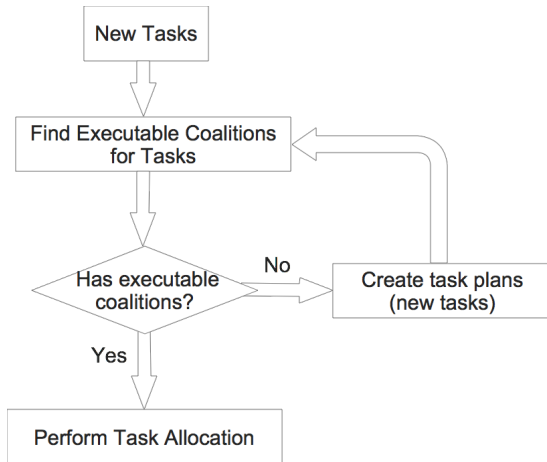 New Tasks
Find Executable Coalitions
for Tasks
Has executable
coalitions?
No
Create task plans
(new tasks)
Yes
Perform Task Allocation